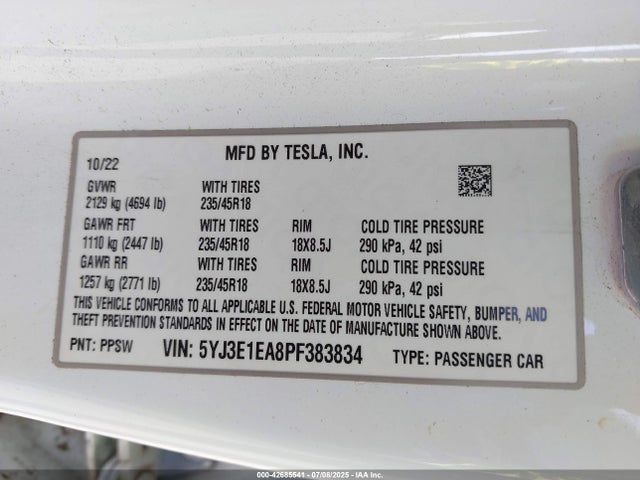 MFD BY TESLA, INC.
10/22
GVWR WITH TIRES
2129 kg (4694 lb) 235/45R18
GAWR FRT WITH TIRES RIM COLD TIRE PRESSURE
1110 kg (2447 lb) 235/45R18 18X8.5J 290 kPa, 42 psi
GAWR RR WITH TIRES RIM COLD TIRE PRESSURE
1257 kg (2771 lb) 235/45R18 18X8.5J 290 kPa, 42 psi
THIS VEHICLE CONFORMS TO ALL APPLICABLE U.S. FEDERAL MOTOR VEHICLE SAFETY, BUMPER, AND
THEFT PREVENTION STANDARDS IN EFFECT ON THE DATE OF MANUFACTURE SHOWN ABOVE.
PNT: PPSW VIN: 5YJ3E1EA8PF383834 TYPE: PASSENGER CAR
000-42685541 - 07/08/2025 - IAA Inc.